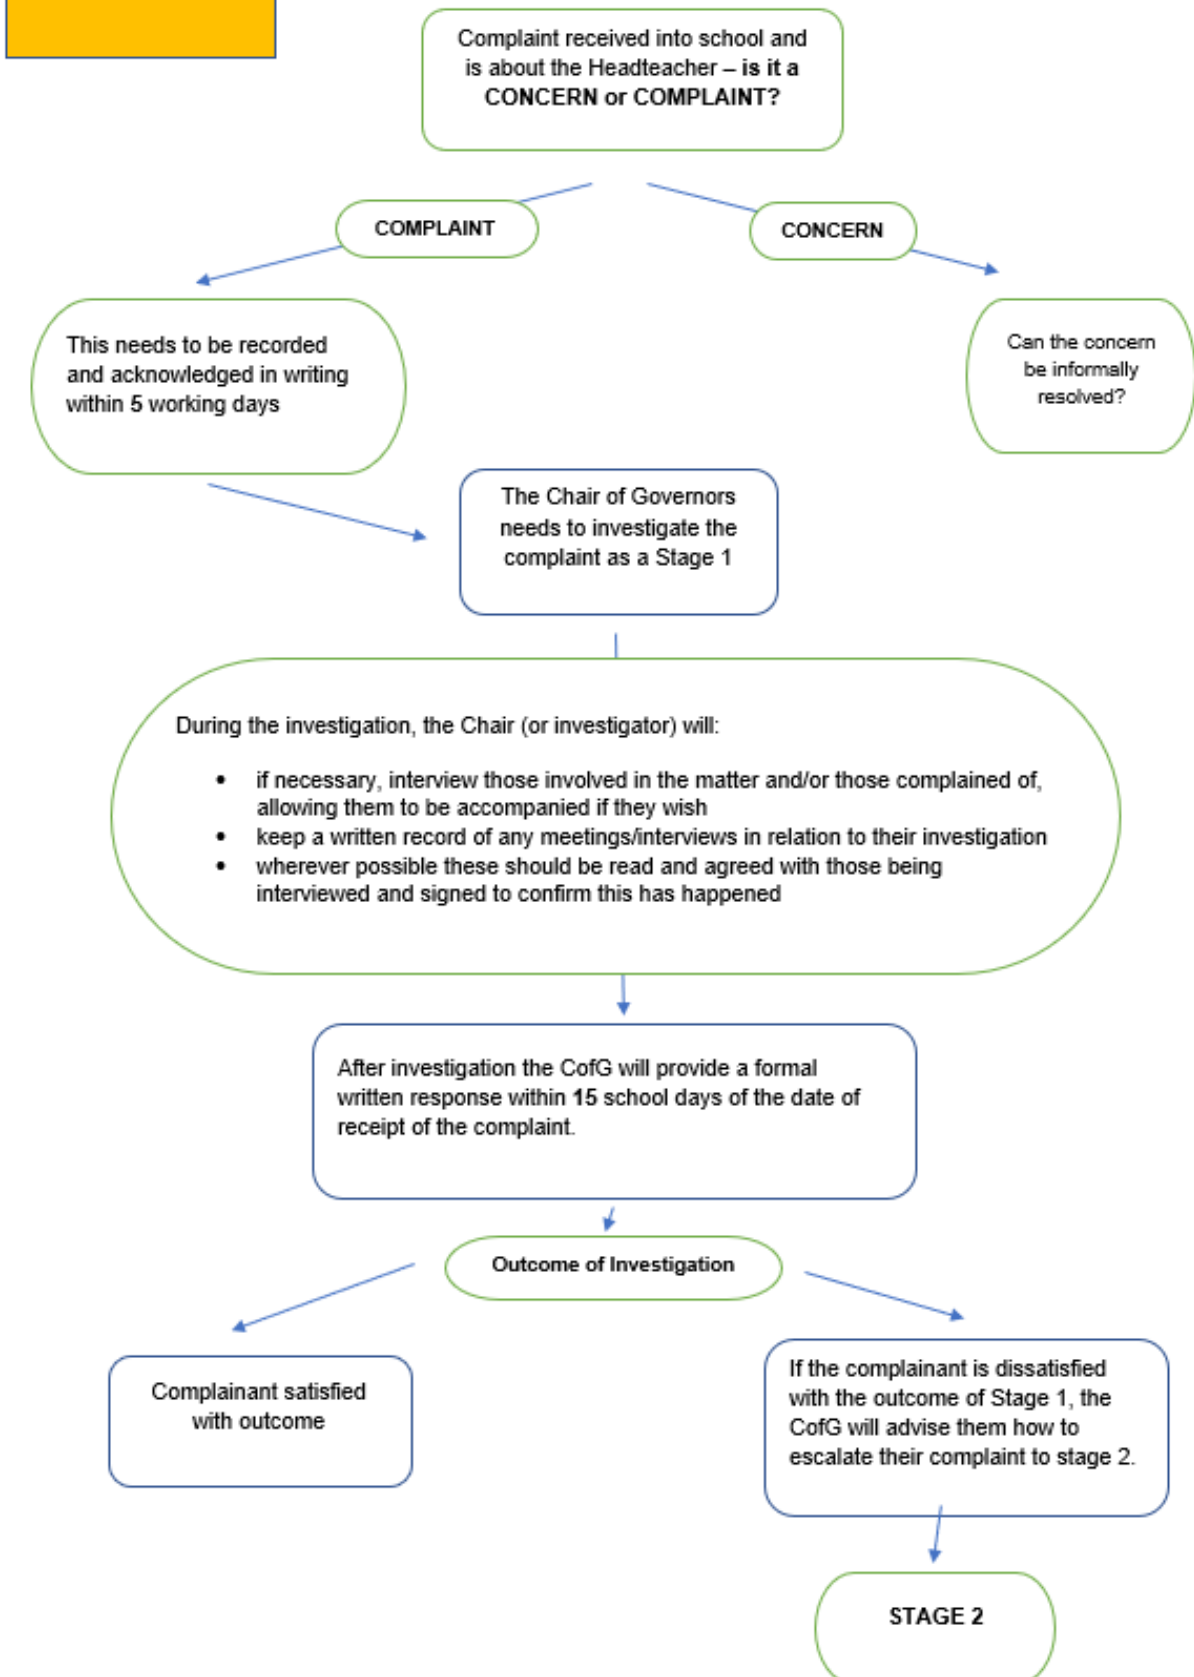 Complaint received into school and
is about the Headteacher – is it a
CONCERN or COMPLAINT?
COMPLAINT
CONCERN
This needs to be recorded
and acknowledged in writing
within 5 working days
Can the concern
be informally
resolved?
The Chair of Governors
needs to investigate the
complaint as a Stage 1
During the investigation, the Chair (or investigator) will:
• if necessary, interview those involved in the matter and/or those complained of,
allowing them to be accompanied if they wish
• keep a written record of any meetings/interviews in relation to their investigation
• wherever possible these should be read and agreed with those being
interviewed and signed to confirm this has happened
After investigation the CofG will provide a formal
written response within 15 school days of the date of
receipt of the complaint.
Outcome of Investigation
Complainant satisfied
with outcome
If the complainant is dissatisfied
with the outcome of Stage 1, the
CofG will advise them how to
escalate their complaint to stage 2.
STAGE 2